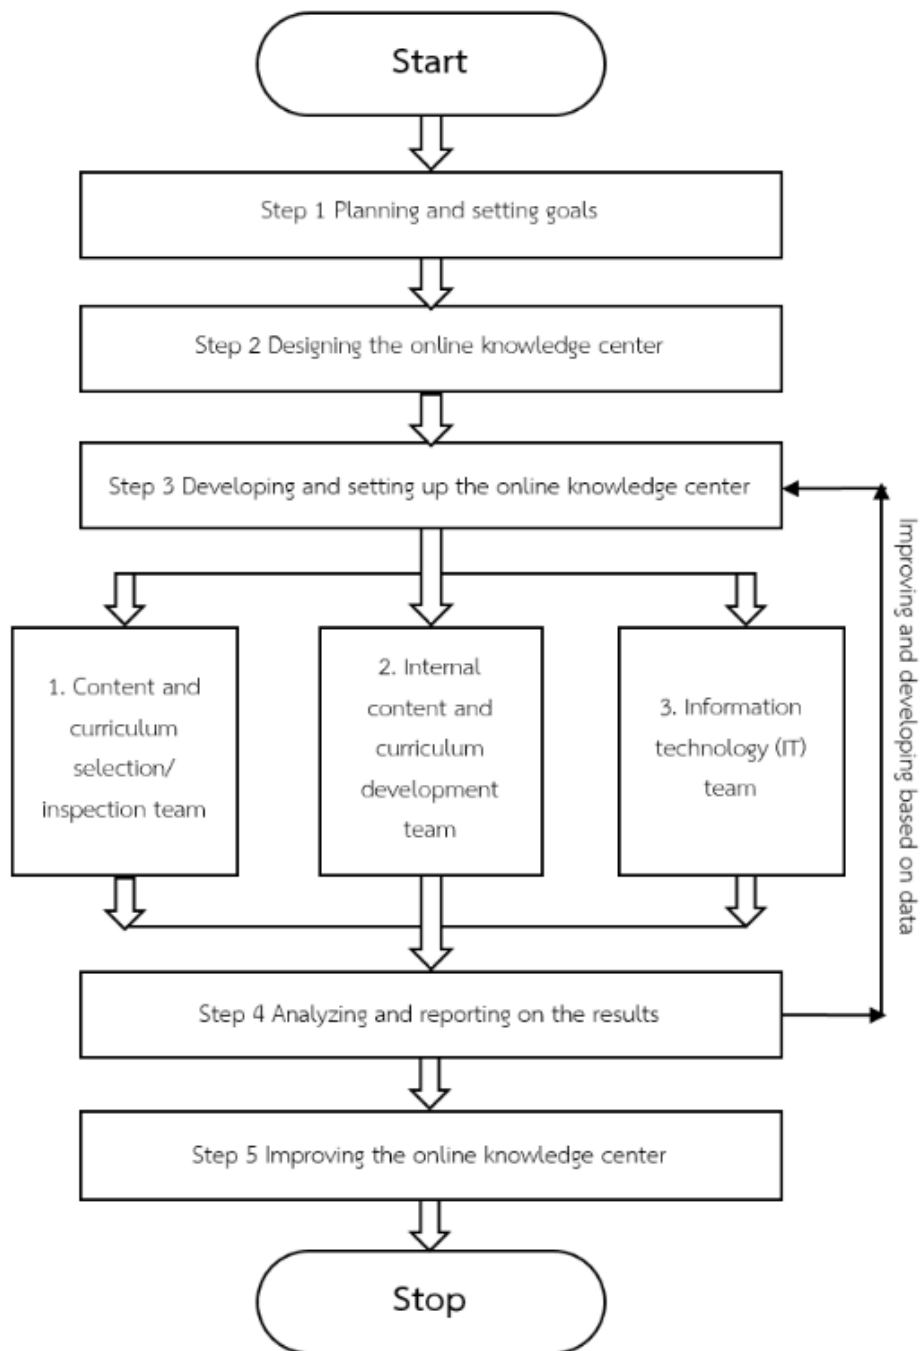 Start
Step 1 Planning and setting goals
Step 2 Designing the online knowledge center
Step 3 Developing and setting up the online knowledge center
1. Content and
curriculum
selection/
inspection team
2. Internal
content and
curriculum
development
team
3. Information
technology (IT)
team
Improving and developing based on data
Step 4 Analyzing and reporting on the results
Step 5 Improving the online knowledge center
Stop